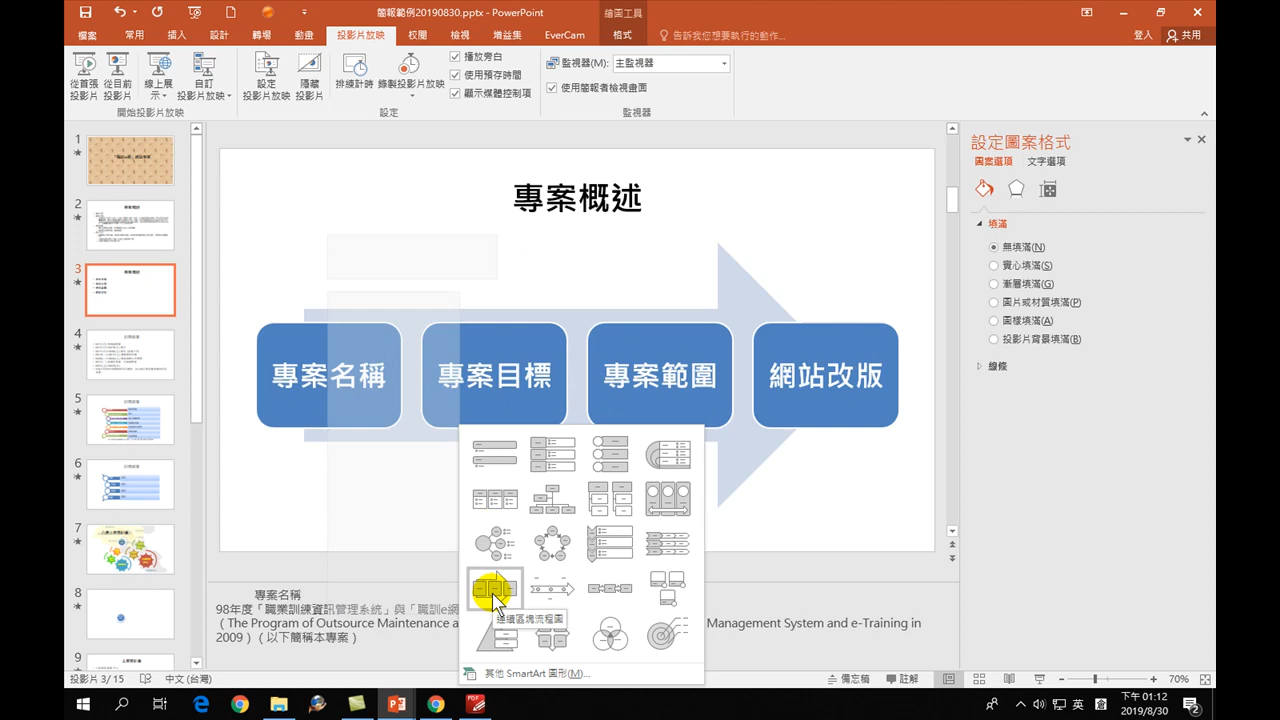 簡報範例20190830.pptx - PowerPoint
繪圖工具
檔案
常用
插入
設計
轉場
動畫
投影片放映
校閱
檢視
增益集
EverCam
格式
告訴我您想要執行的動作...
登入
共用
從首張
投影片
從目前
投影片
線上展
示
自訂
投影片放映
設定
投影片放映
隱藏
投影片
排練計時
錄製投影片放映
播放旁白
使用預存時間
顯示媒體控制項
監視器(M):
主監視器
使用簡報者檢視畫面
開始投影片放映
設定
監視器
1
2
3
4
5
6
7
8
9
專案概述
專案名稱
專案目標
專案範圍
網站改版
設定圖案格式
圖案選項
文字選項
填滿
無填滿(N)
實心填滿(S)
漸層填滿(G)
圖片或材質填滿(P)
圖樣填滿(A)
投影片背景填滿(B)
線條
連續區塊流程圖
其他 SmartArt 圖形(M)...
專案名稱
98年度「職業訓練資訊管理系統」與「職訓e網
（The Program of Outsource Maintenance a
Management System and e-Training in
2009）（以下簡稱本專案）
投影片 3/15
中文 (台灣)
備忘稿
註解
70%
英
下午 01:12
2019/8/30
2